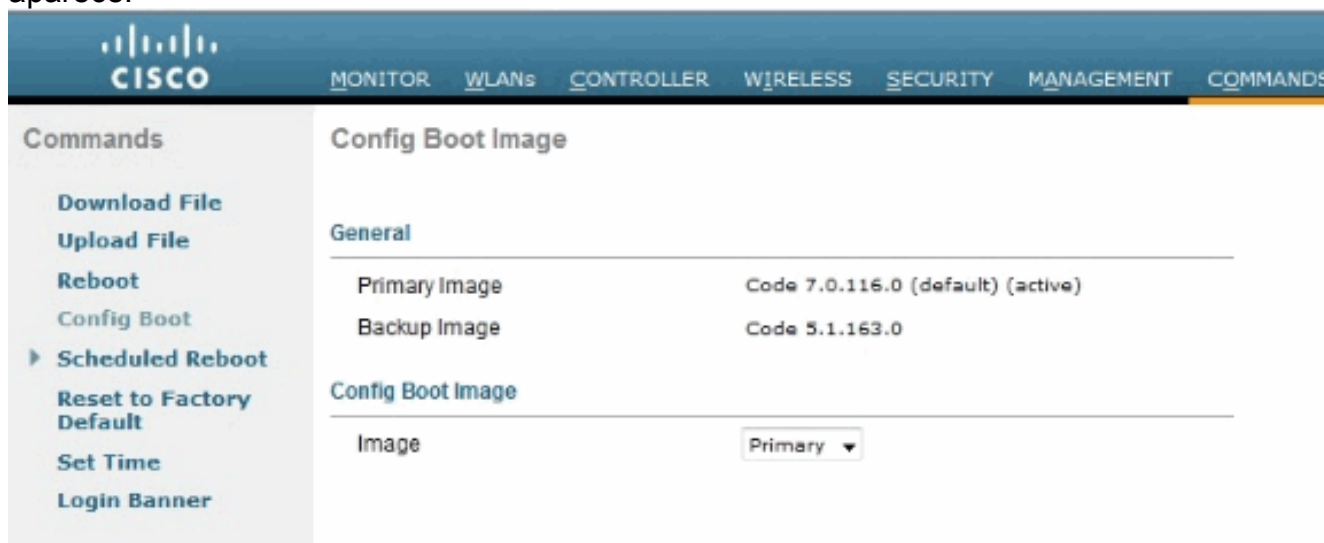 CISCO
MONITOR WLANs CONTROLLER WIRELESS SECURITY MANAGEMENT COMMANDS
Commands
Download File
Upload File
Reboot
Config Boot
Scheduled Reboot
Reset to Factory
Default
Set Time
Login Banner
Config Boot Image
General
Primary Image Code 7.0.116.0 (default) (active)
Backup Image Code 5.1.163.0
Config Boot Image
Image Primary